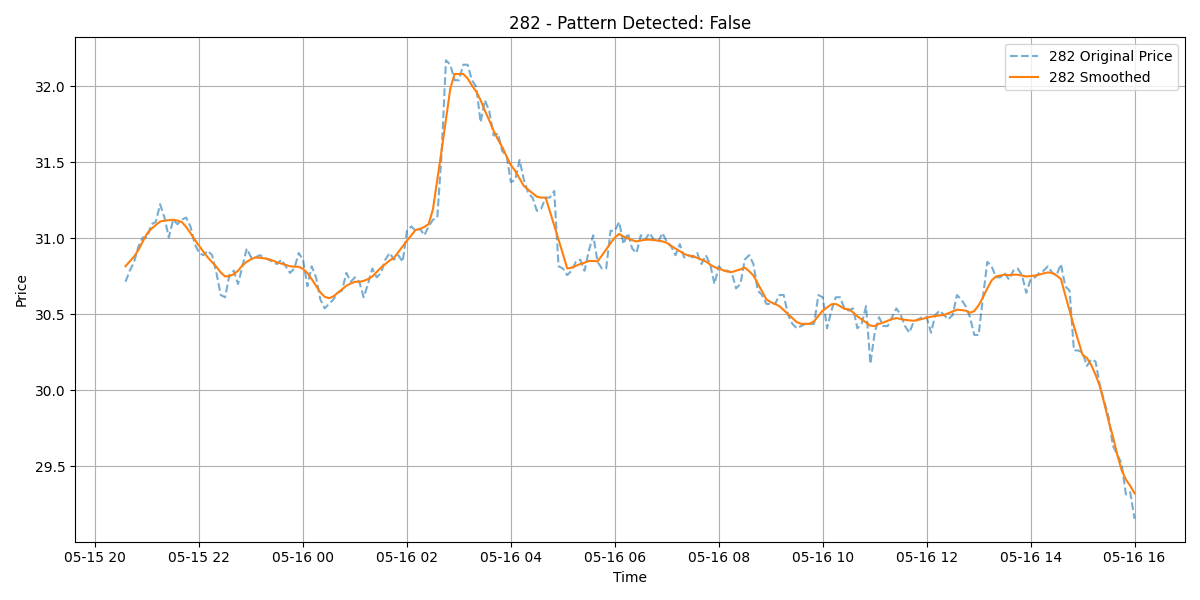 282 - Pattern Detected: False
282 Original Price
282 Smoothed
Price
32.0
31.5
31.0
30.5
30.0
29.5
05-15 20 05-15 22 05-16 00 05-16 02 05-16 04 05-16 06 05-16 08 05-16 10 05-16 12 05-16 14 05-16 16
Time